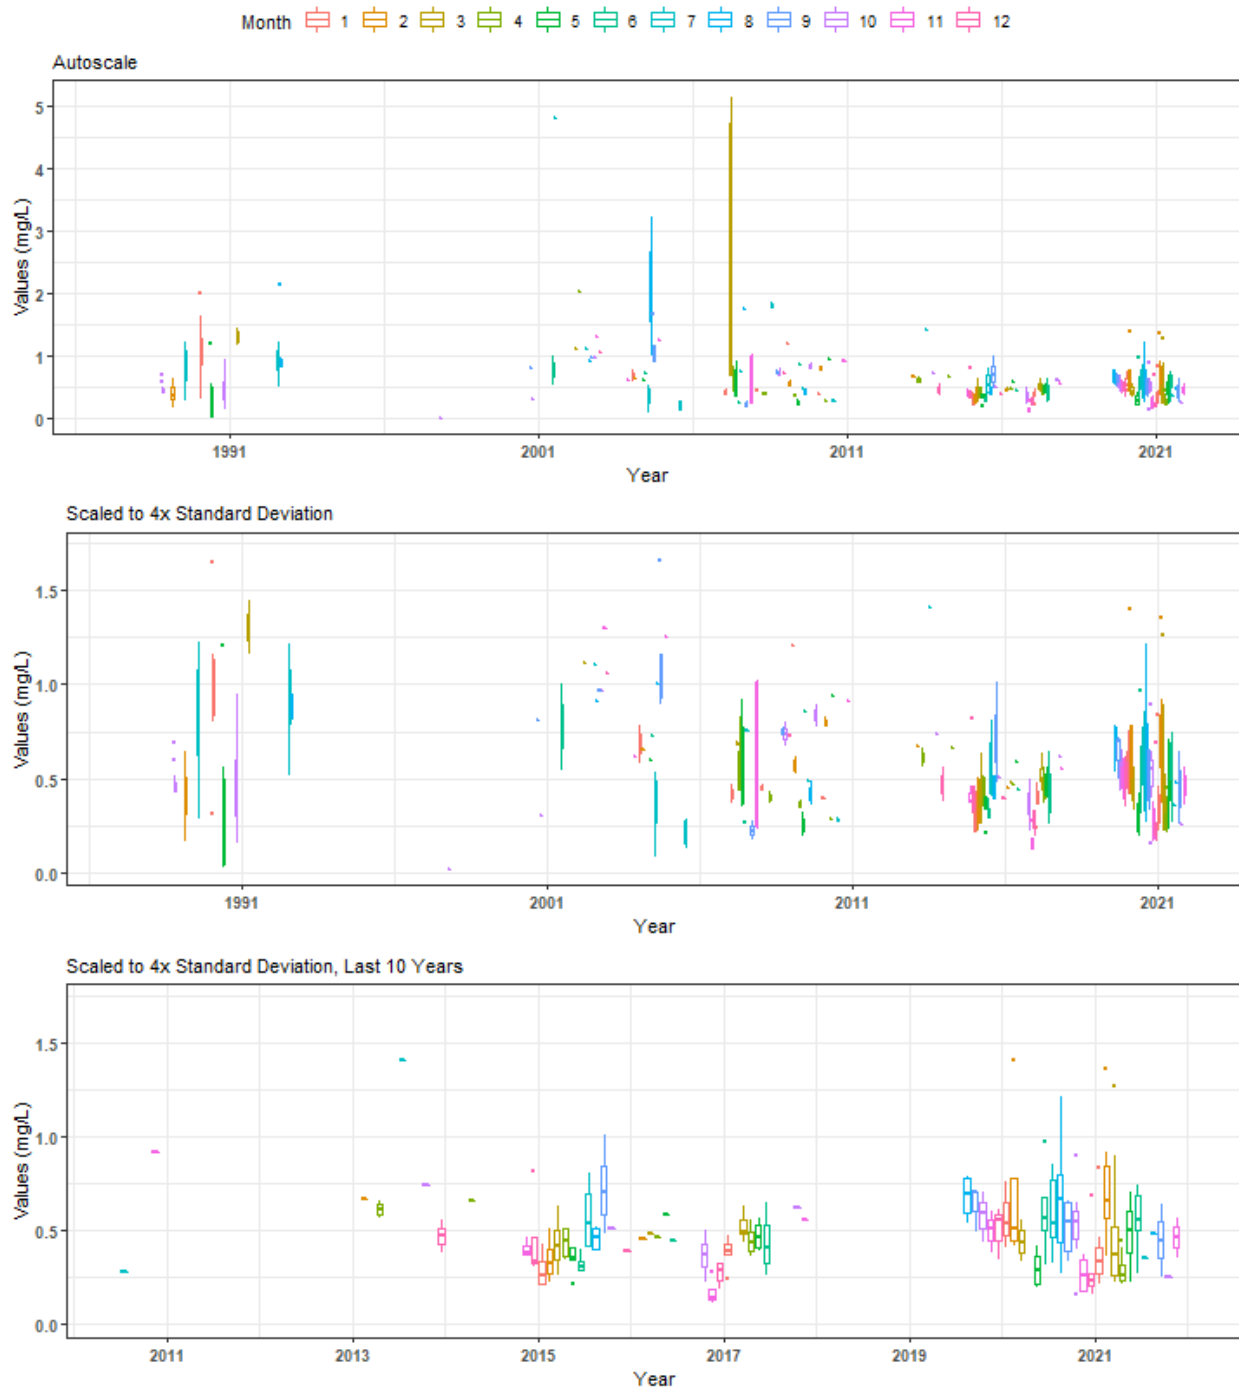 Month 1 2 3 4 5 6 7 8 9 10 11 12
Autoscale
Values (mg/L)
5
4
3
2
1
0
1991 2001 2011 2021
Year
Scaled to 4x Standard Deviation
Values (mg/L)
1.5
1.0
0.5
0.0
1991 2001 2011 2021
Year
Scaled to 4x Standard Deviation, Last 10 Years
Values (mg/L)
1.5
1.0
0.5
0.0
2011 2013 2015 2017 2019 2021
Year